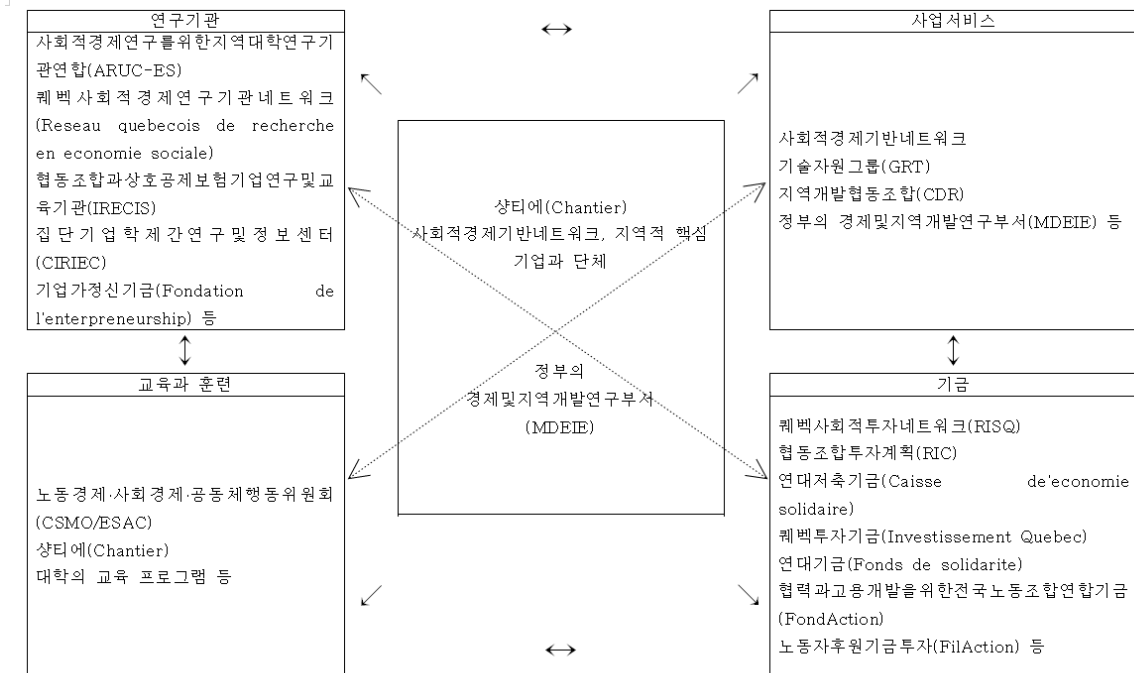 연구기관
사회적경제연구를위한지역대학연구기
관연합(ARUC-ES)
퀘벡사회적경제연구기관네트워크
(Reseau quebecois de recherche
en economie sociale)
협동조합과상호공제보험기업연구및교
육기관(IRECIS)
집단기업학제간연구및정보센터
(CIRIEC)
기업가정신기금(Fondation de
l'enterpreneurship) 등
사업서비스
사회적경제기반네트워크
기술자원그룹(GRT)
지역개발협동조합(CDR)
정부의 경제및지역개발연구부서(MDEIE) 등
샹티에(Chantier)
사회적경제기반네트워크, 지역적 핵심
기업과 단체
정부의
경제및지역개발연구부서
(MDEIE)
교육과 훈련
노동경제·사회경제·공동체행동위원회
(CSMO/ESAC)
샹티에(Chantier)
대학의 교육 프로그램 등
기금
퀘벡사회적투자네트워크(RISQ)
협동조합투자계획(RIC)
연대저축기금(Caisse de'economie
solidaire)
퀘벡투자기금(Investissement Quebec)
연대기금(Fonds de solidarite)
협력과고용개발을위한전국노동조합연합기금
(FondAction)
노동자후원기금투자(FilAction) 등